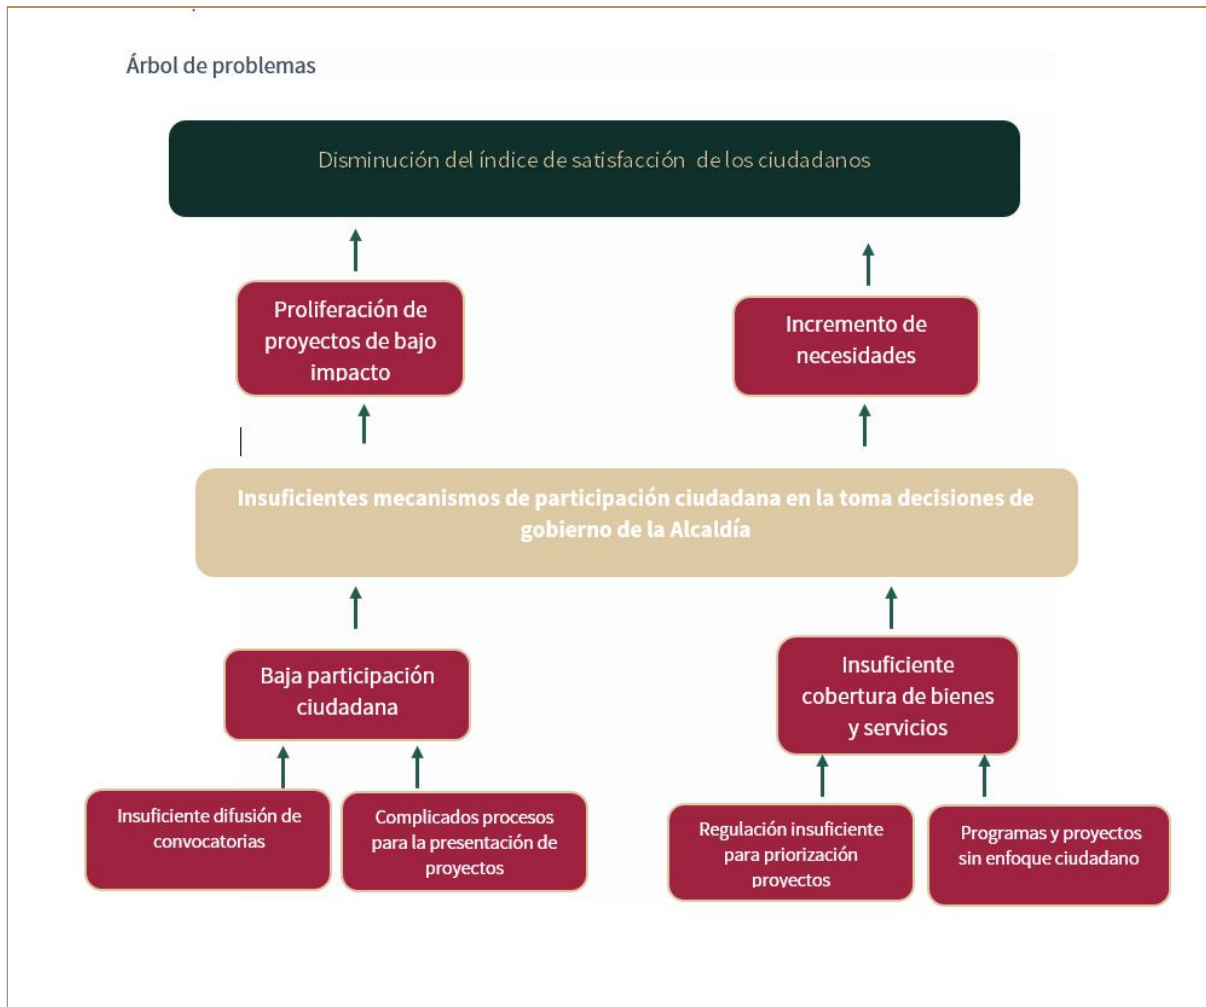 Árbol de problemas
Disminución del índice de satisfacción de los ciudadanos
Proliferación de
proyectos de bajo
impacto
Incremento de
necesidades
Insuficientes mecanismos de participación ciudadana en la toma decisiones de
gobierno de la Alcaldía
Baja participación
ciudadana
Insuficiente
cobertura de bienes
y servicios
Insuficiente difusión de
convocatorias
Complicados procesos
para la presentación de
proyectos
Regulación insuficiente
para priorización
proyectos
Programas y proyectos
sin enfoque ciudadano